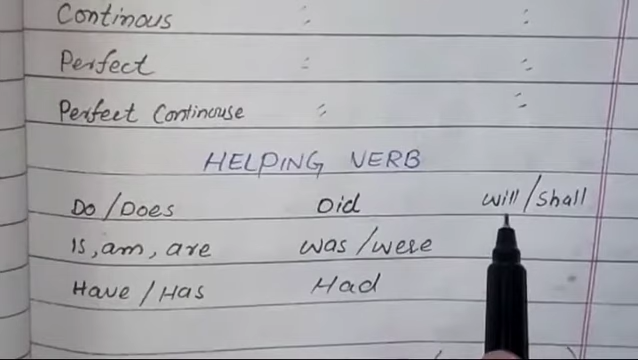 Continous " "
Perfect " "
Perfect Continouse " "
HELPING VERB
Do/Does Did will/shall
Is, am, are was/were
Have/Has Had